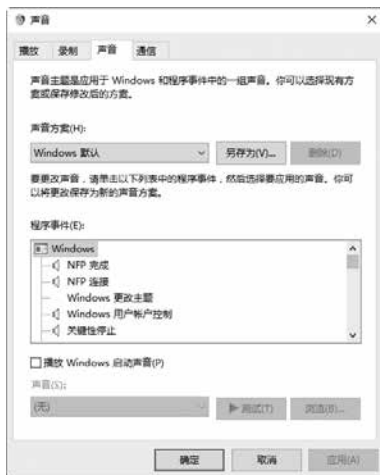 声音
播放 录制 声音 通信
声音主题是应用于 Windows 和程序事件中的一组声音。你可以选择现有方
案或保存修改后的方案。
声音方案(H):
Windows 默认 另存为(V)... 删除(D)
要更改声音，请单击以下列表中的程序事件，然后选择要应用的声音。你可
以将更改保存为新的声音方案。
程序事件(E):
Windows
NFP 完成
NFP 连接
Windows 更改主题
Windows 用户帐户控制
关键性停止
播放 Windows 启动声音(P)
声音(S):
(无) 测试(T) 浏览(B)...
确定 取消 应用(A)